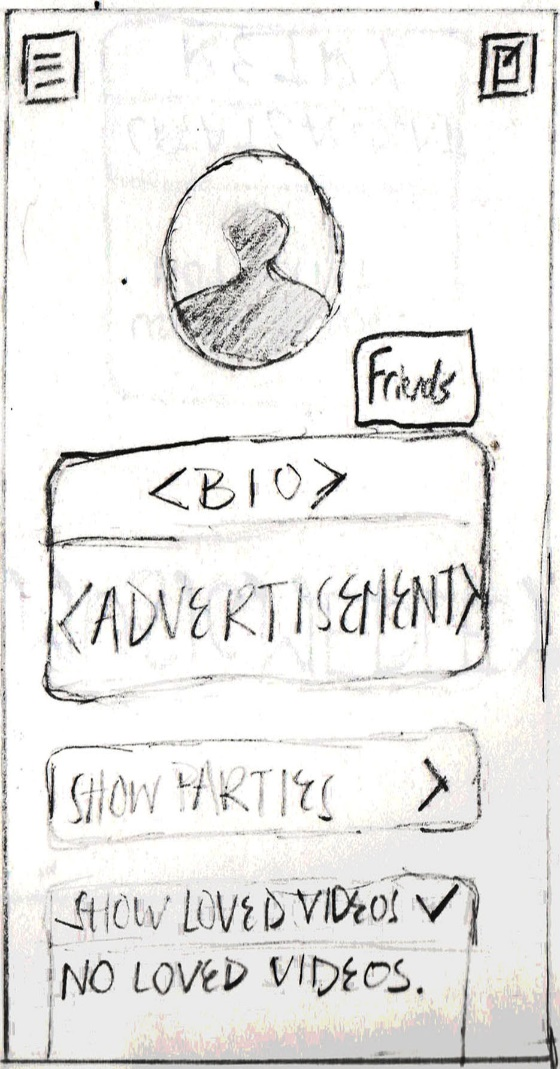 Friends
<BIO>
<ADVERTISEMENT>
SHOW PARTIES >
SHOW LOVED VIDEOS
NO LOVED VIDEOS.